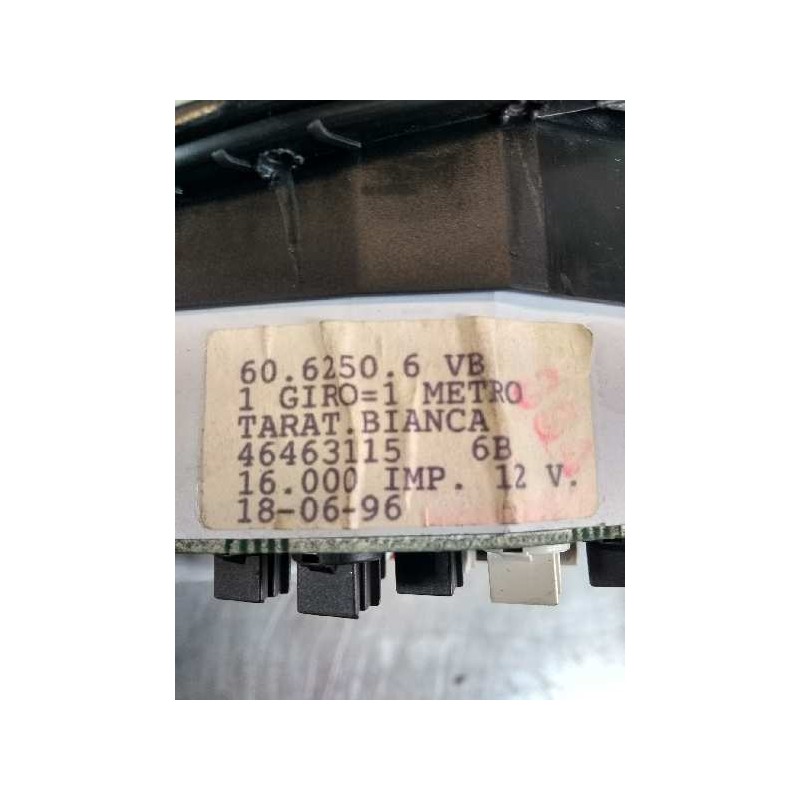 60.6250.6 VB
1 GIRO=1 METRO
TARAT.BIANCA
46463115 6B
16.000 IMP. 12 V.
18-06-96